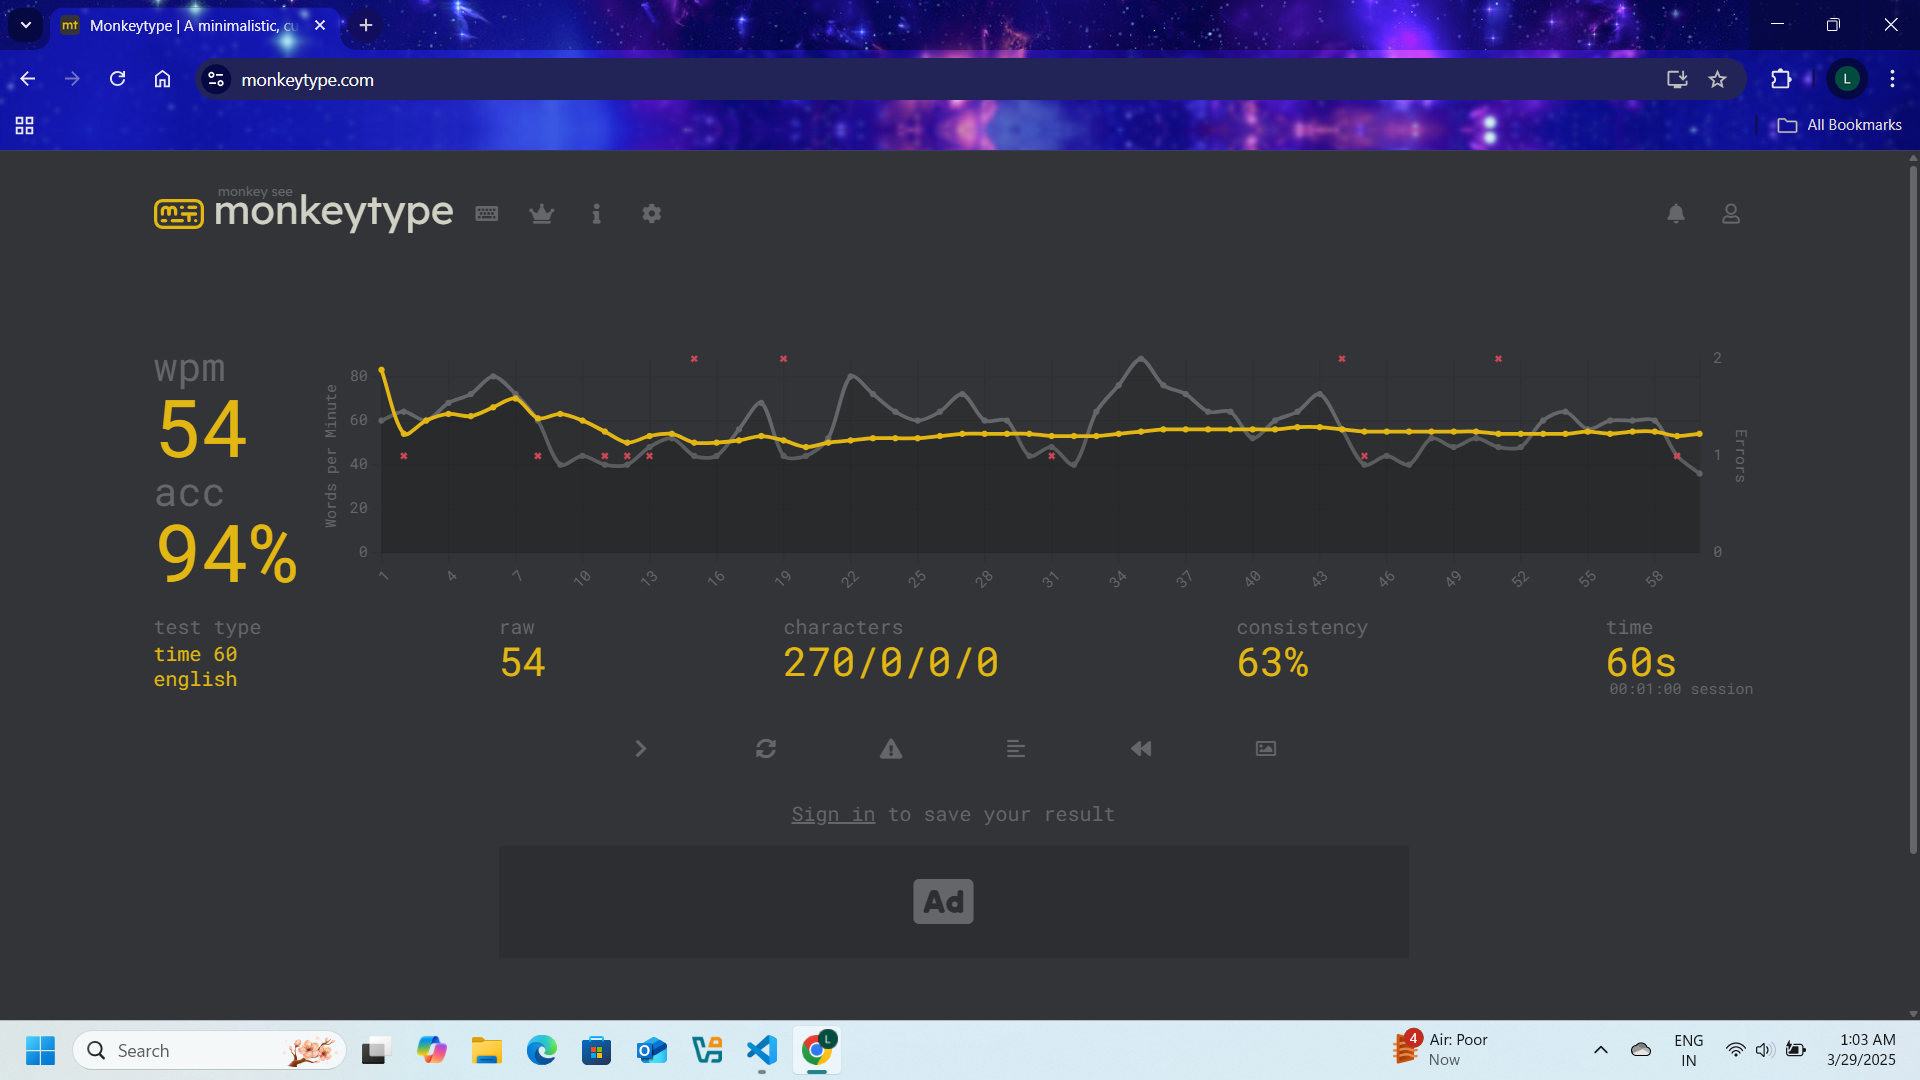 mt Monkeytype | A minimalistic, cu
monkeytype.com
L
All Bookmarks
monkey see
monkeytype
wpm
54
acc
94%
Words per Minute
80
60
40
20
0
2
1
0
Errors
1 4 7 10 13 16 19 22 25 28 31 34 37 40 43 46 49 52 55 58
test type
time 60
english
raw
54
characters
270/0/0/0
consistency
63%
time
60s
00:01:00 session
Sign in to save your result
Ad
Search
L
4
Air: Poor
Now
ENG
IN
1:03 AM
3/29/2025